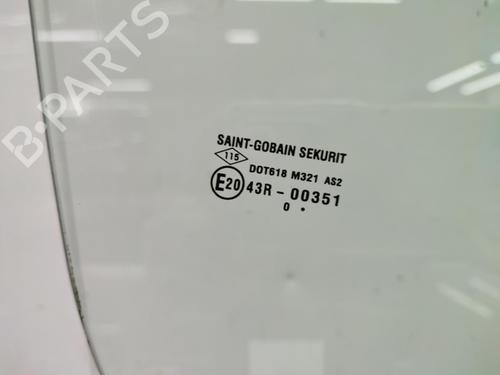 B-PARTS
SAINT-GOBAIN SEKURIT
115
DOT618 M321 AS2
E20 43R-00351
0 •